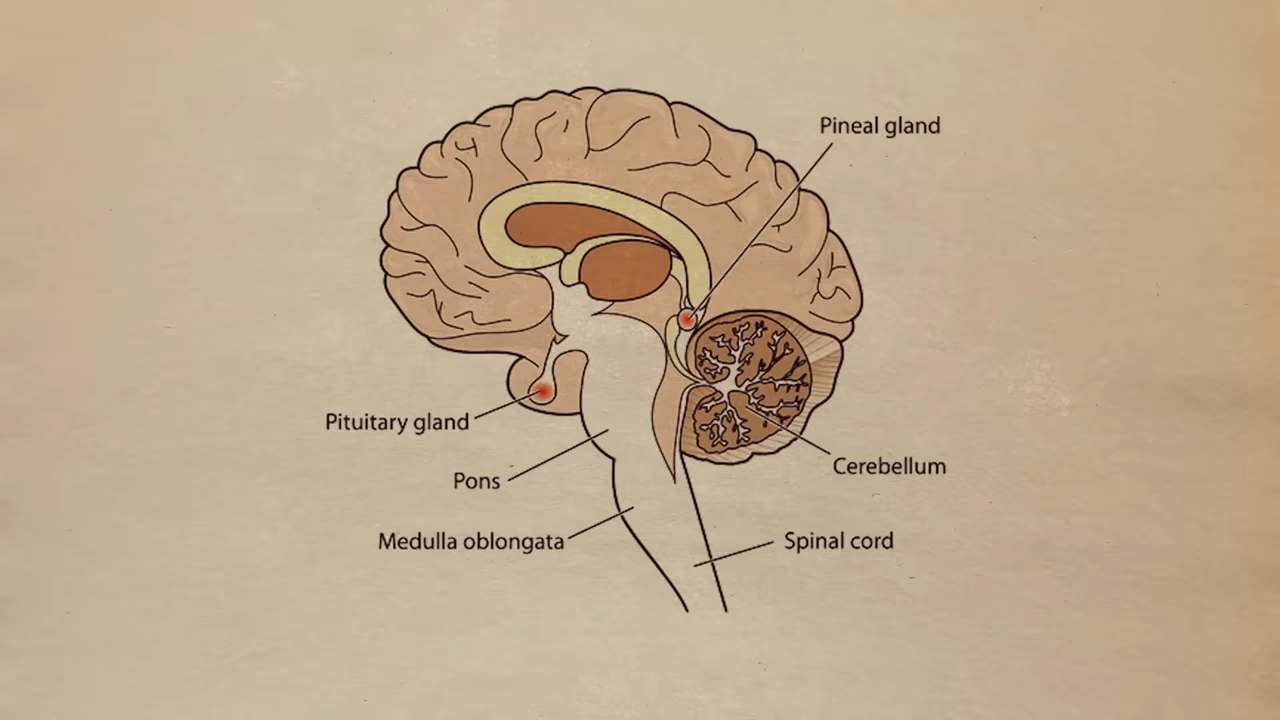 Pineal gland
Pituitary gland
Cerebellum
Pons
Medulla oblongata
Spinal cord